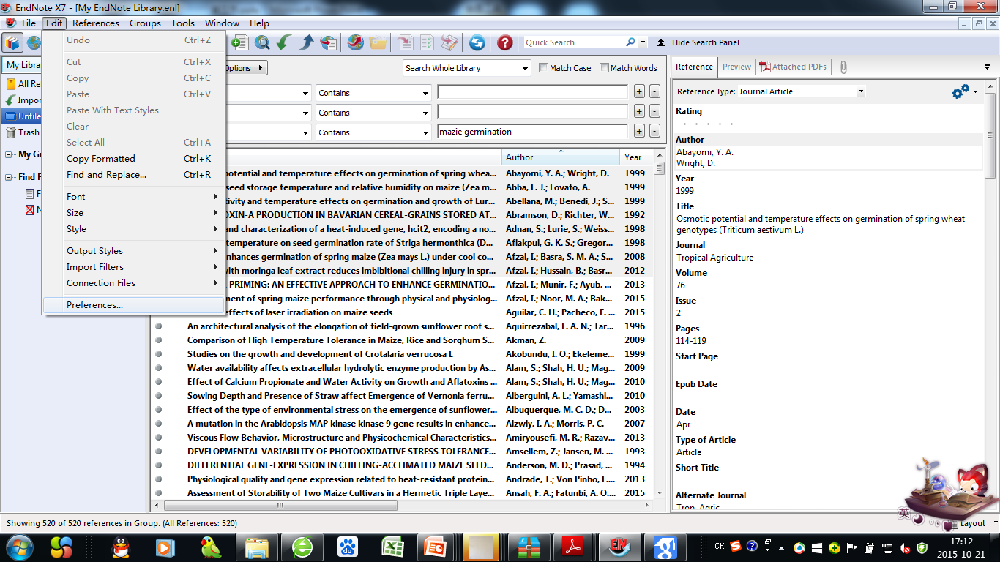 EndNote X7 - [My EndNote Library.enl]
File Edit References Groups Tools Window Help
Quick Search
Hide Search Panel
Undo Ctrl+Z
Cut Ctrl+X
Copy Ctrl+C
Paste Ctrl+V
Paste With Text Styles
Clear
Select All Ctrl+A
Copy Formatted Ctrl+K
Find and Replace... Ctrl+R
Font
Size
Style
Output Styles
Import Filters
Connection Files
Preferences...
My Libra
All Re
Impor
Unfile
Trash
My Gr
Find F
F
N
Options
Search Whole Library
Match Case
Match Words
Contains
+ -
Contains
+ -
Contains
mazie germination
+ -
Author Year
potential and temperature effects on germination of spring whea... Abayomi, Y. A.; Wright, D. 1999
seed storage temperature and relative humidity on maize (Zea m... Abba, E. J.; Lovato, A. 1999
tivity and temperature effects on germination and growth of Eur... Abellana, M.; Benedi, J.; S... 1999
OXIN-A PRODUCTION IN BAVARIAN CEREAL-GRAINS STORED AT... Abramson, D.; Richter, W... 1992
and characterization of a heat-induced gene, hcit2, encoding a no... Adnan, S.; Lurie, S.; Weiss... 1998
temperature on seed germination rate of Striga hermonthica (D... Aflakpui, G. K. S.; Gregor... 1998
enhances germination of spring maize (Zea mays L.) under cool co... Afzal, I.; Basra, S. M. A.; S... 2008
with moringa leaf extract reduces imbibitional chilling injury in spr... Afzal, I.; Hussain, B.; Basr... 2012
PRIMING: AN EFFECTIVE APPROACH TO ENHANCE GERMINATIO... Afzal, I.; Munir, F.; Ayub, ... 2013
ment of spring maize performance through physical and physiolog... Afzal, I.; Noor, M. A.; Bak... 2015
effects of laser irradiation on maize seeds Aguilar, C. H.; Pacheco, F. ... 2015
An architectural analysis of the elongation of field-grown sunflower root s... Aguirrezabal, L. A. N.; Tar... 1996
Comparison of High Temperature Tolerance in Maize, Rice and Sorghum S... Akman, Z. 2009
Studies on the growth and development of Crotalaria verrucosa L Akobundu, I. O.; Ekeleme... 1999
Water availability affects extracellular hydrolytic enzyme production by As... Alam, S.; Shah, H. U.; Mag... 2009
Effect of Calcium Propionate and Water Activity on Growth and Aflatoxins ... Alam, S.; Shah, H. U.; Mag... 2010
Sowing Depth and Presence of Straw affect Emergence of Vernonia ferru... Alberguini, A. L.; Yamashi... 2010
Effect of the type of environmental stress on the emergence of sunflower... Albuquerque, M. C. D.; D... 2003
A mutation in the Arabidopsis MAP kinase kinase 9 gene results in enhance... Alzwiy, I. A.; Morris, P. C. 2007
Viscous Flow Behavior, Microstructure and Physicochemical Characteristics... Amiryousefi, M. R.; Razav... 2013
DEVELOPMENTAL VARIABILITY OF PHOTOOXIDATIVE STRESS TOLERANCE... Amsellem, Z.; Jansen, M. ... 1993
DIFFERENTIAL GENE-EXPRESSION IN CHILLING-ACCLIMATED MAIZE SEED... Anderson, M. D.; Prasad, ... 1994
Physiological quality and gene expression related to heat-resistant protein... Andrade, T.; Von Pinho, E.... 2013
Assessment of Storability of Two Maize Cultivars in a Hermetic Triple Laye... Ansah, F. A.; Fatunbi, A. O.... 2015
Reference Preview Attached PDFs
Reference Type: Journal Article
Rating
Author
Abayomi, Y. A.
Wright, D.
Year
1999
Title
Osmotic potential and temperature effects on germination of spring wheat
genotypes (Triticum aestivum L.)
Journal
Tropical Agriculture
Volume
76
Issue
2
Pages
114-119
Start Page
Epub Date
Date
Apr
Type of Article
Article
Short Title
Alternate Journal
Trop. Agric.
英
Showing 520 of 520 references in Group. (All References: 520)
Layout
Baidu
EN
CH
17:12
2015-10-21